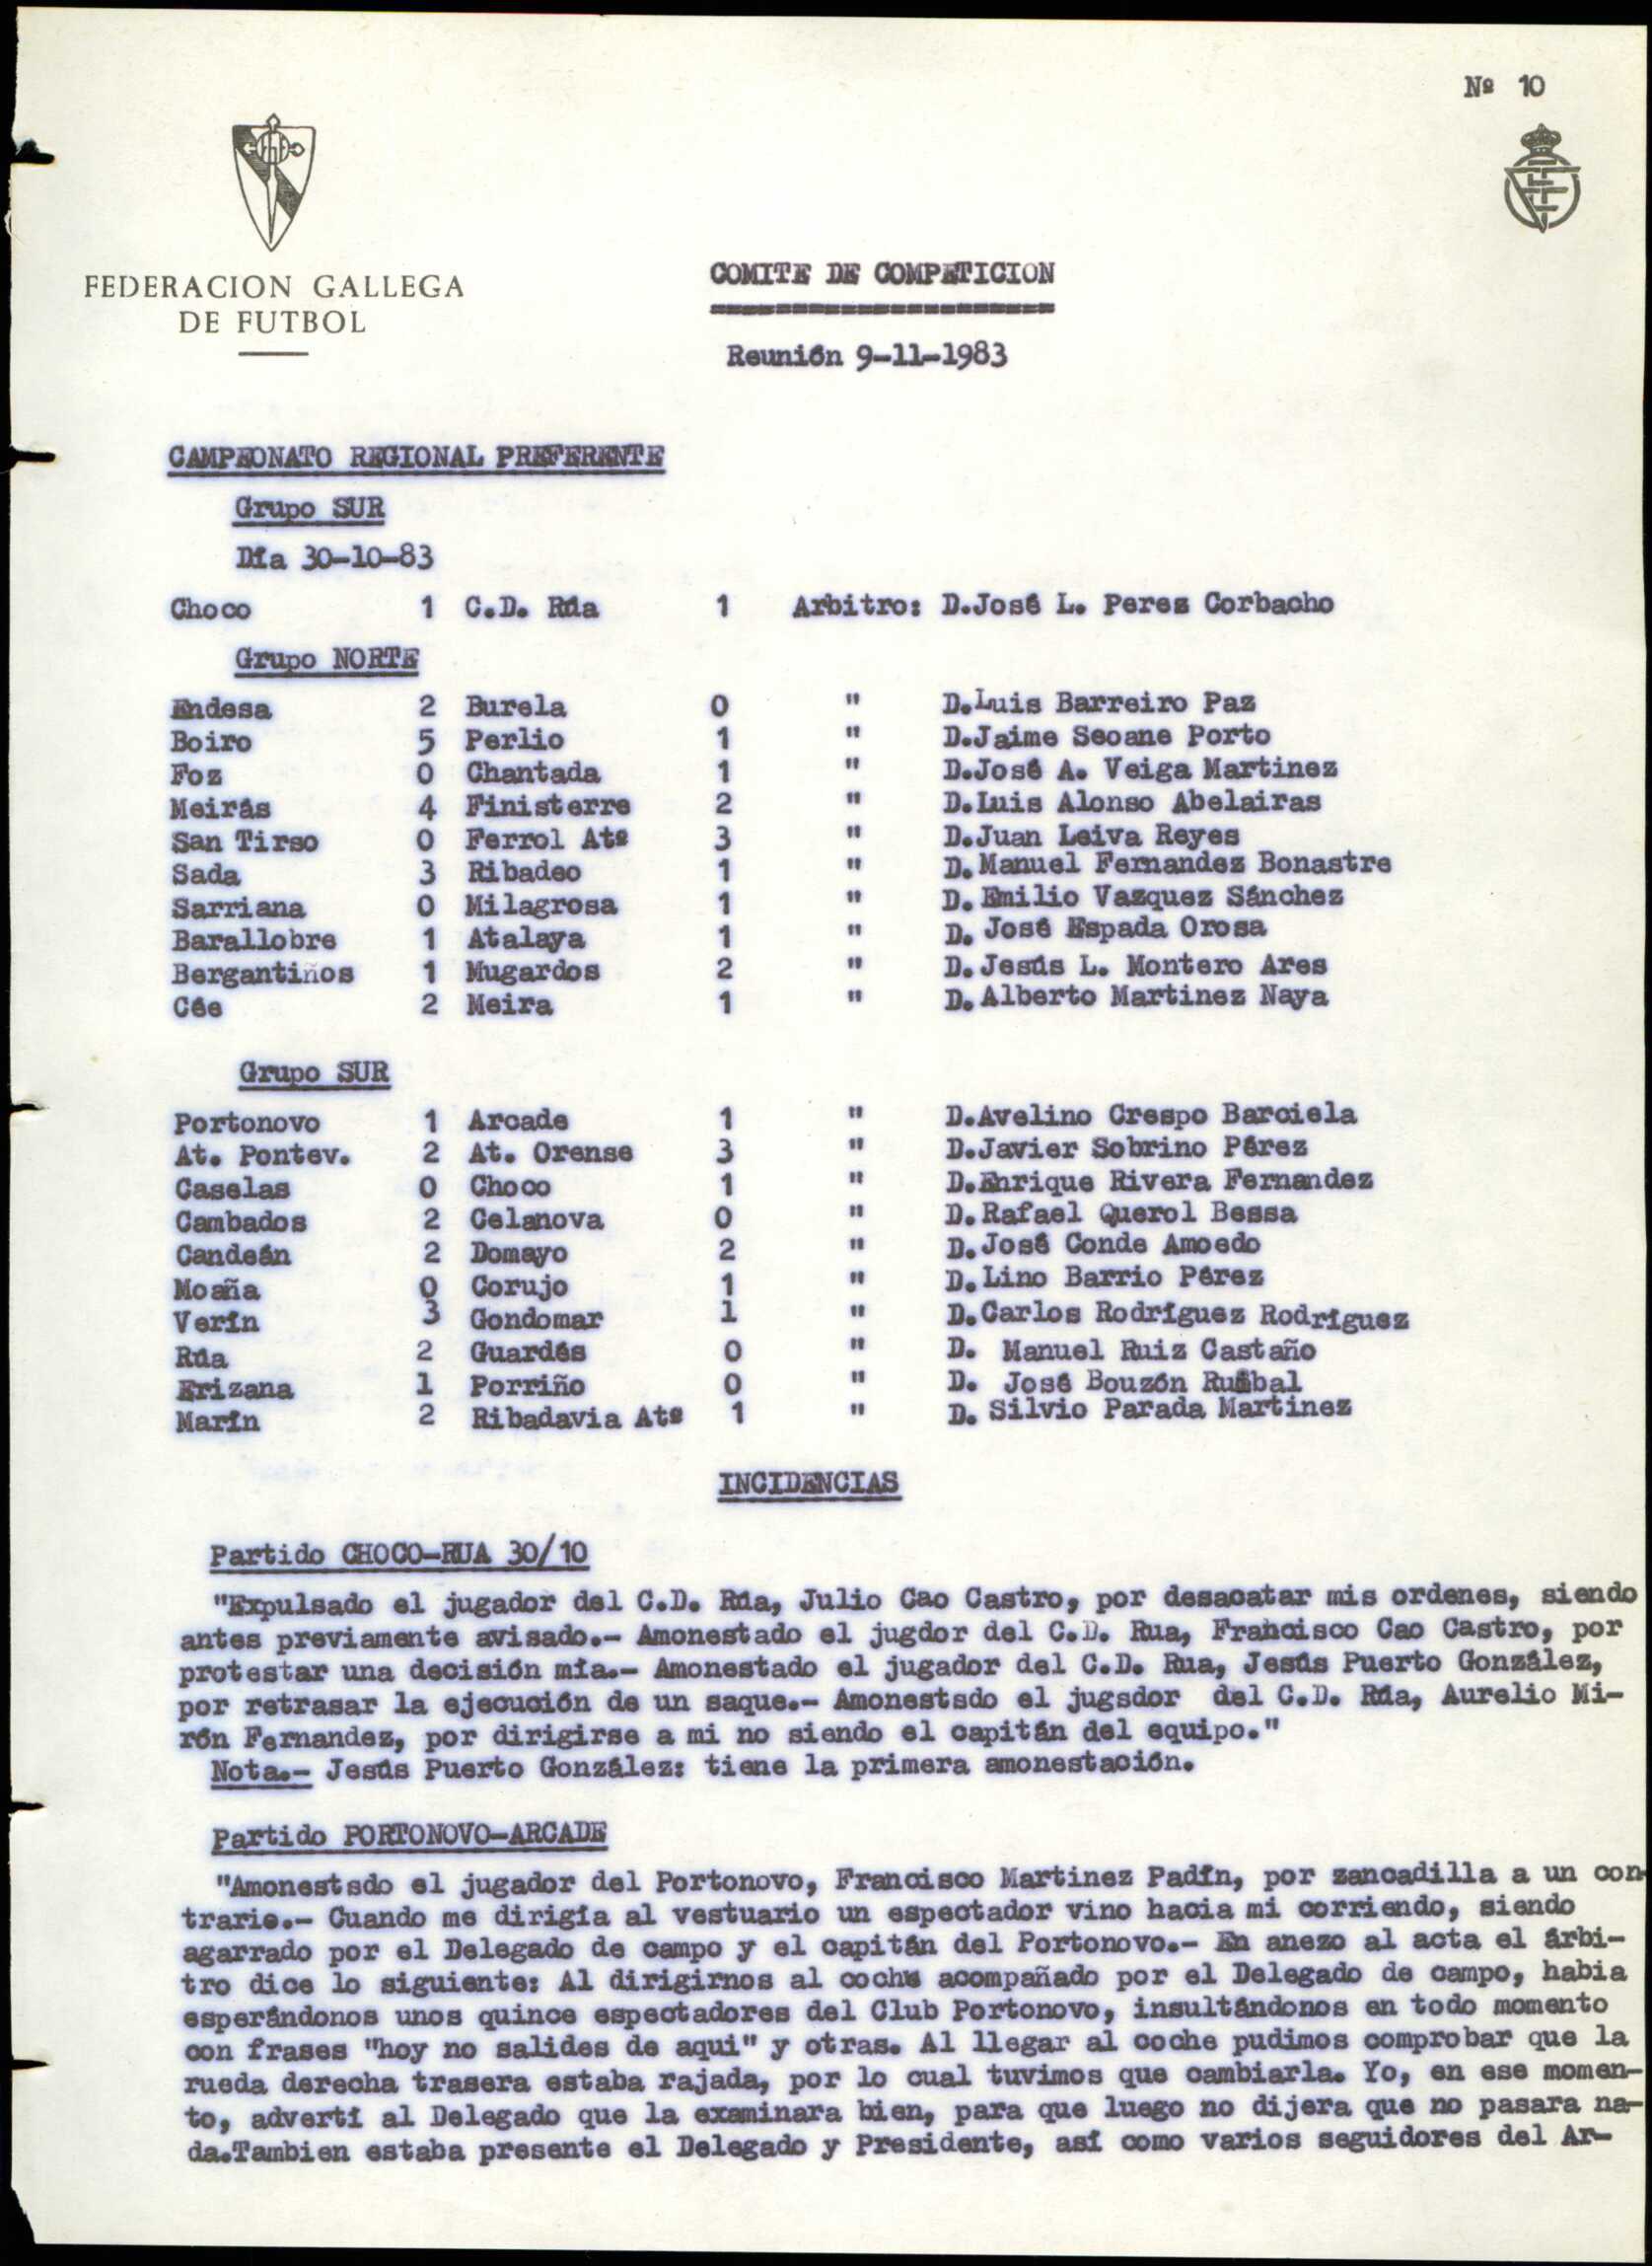 Nº 10
FEDERACION GALLEGA
DE FUTBOL
COMITE DE COMPETICION
Reunión 9-11-1983
CAMPEONATO REGIONAL PREFERENTE
Grupo SUR
Día 30-10-83
Choco 1 C.D. Rúa 1 Arbitro: D.José L. Perez Corbacho
Grupo NORTE
Endesa 2 Burela 0 " D.Luis Barreiro Paz
Boiro 5 Perlio 1 " D.Jaime Seoane Porto
Foz 0 Chantada 1 " D.José A. Veiga Martinez
Meirás 4 Finisterre 2 " D.Luis Alonso Abelairas
San Tirso 0 Ferrol Atº 3 " D.Juan Leiva Reyes
Sada 3 Ribadeo 1 " D.Manuel Fernandez Bonastre
Sarriana 0 Milagrosa 1 " D.Emilio Vazquez Sánchez
Barallobre 1 Atalaya 1 " D. José Espada Orosa
Bergantiños 1 Mugardos 2 " D.Jesús L. Montero Ares
Cée 2 Meira 1 " D.Alberto Martinez Naya
Grupo SUR
Portonovo 1 Arcade 1 " D.Avelino Crespo Barciela
At. Pontev. 2 At. Orense 3 " D.Javier Sobrino Pérez
Caselas 0 Choco 1 " D.Enrique Rivera Fernandez
Cambados 2 Celanova 0 " D.Rafael Querol Bessa
Candeán 2 Domayo 2 " D.José Conde Amoedo
Moaña 0 Corujo 1 " D.Lino Barrio Pérez
Verín 3 Gondomar 1 " D.Carlos Rodríguez Rodríguez
Rúa 2 Guardés 0 " D. Manuel Ruiz Castaño
Erizana 1 Porriño 0 " D. José Bouzón Ruibal
Marín 2 Ribadavia Atº 1 " D. Silvio Parada Martinez
INCIDENCIAS
Partido CHOCO-RUA 30/10
"Expulsado el jugador del C.D. Rúa, Julio Cao Castro, por desacatar mis ordenes, siendo
antes previamente avisado.- Amonestado el jugdor del C.D. Rua, Francisco Cao Castro, por
protestar una decisión mía.- Amonestado el jugador del C.D. Rua, Jesús Puerto González,
por retrasar la ejecución de un saque.- Amonestsdo el jugsdor del C.D. Rúa, Aurelio Mi-
rón Fernandez, por dirigirse a mi no siendo el capitán del equipo."
Nota.- Jesús Puerto González: tiene la primera amonestación.
Partido PORTONOVO-ARCADE
"Amonestsdo el jugador del Portonovo, Francisco Martinez Padín, por zancadilla a un con-
trario.- Cuando me dirigía al vestuario un espectador vino hacia mi corriendo, siendo
agarrado por el Delegado de campo y el capitán del Portonovo.- En anezo al acta el árbi-
tro dice lo siguiente: Al dirigirnos al coche acompañado por el Delegado de campo, habia
esperándonos unos quince espectadores del Club Portonovo, insultándonos en todo momento
con frases "hoy no salides de aqui" y otras. Al llegar al coche pudimos comprobar que la
rueda derecha trasera estaba rajada, por lo cual tuvimos que cambiarla. Yo, en ese momen-
to, advertí al Delegado que la examinara bien, para que luego no dijera que no pasara na-
da.Tambien estaba presente el Delegado y Presidente, así como varios seguidores del Ar-